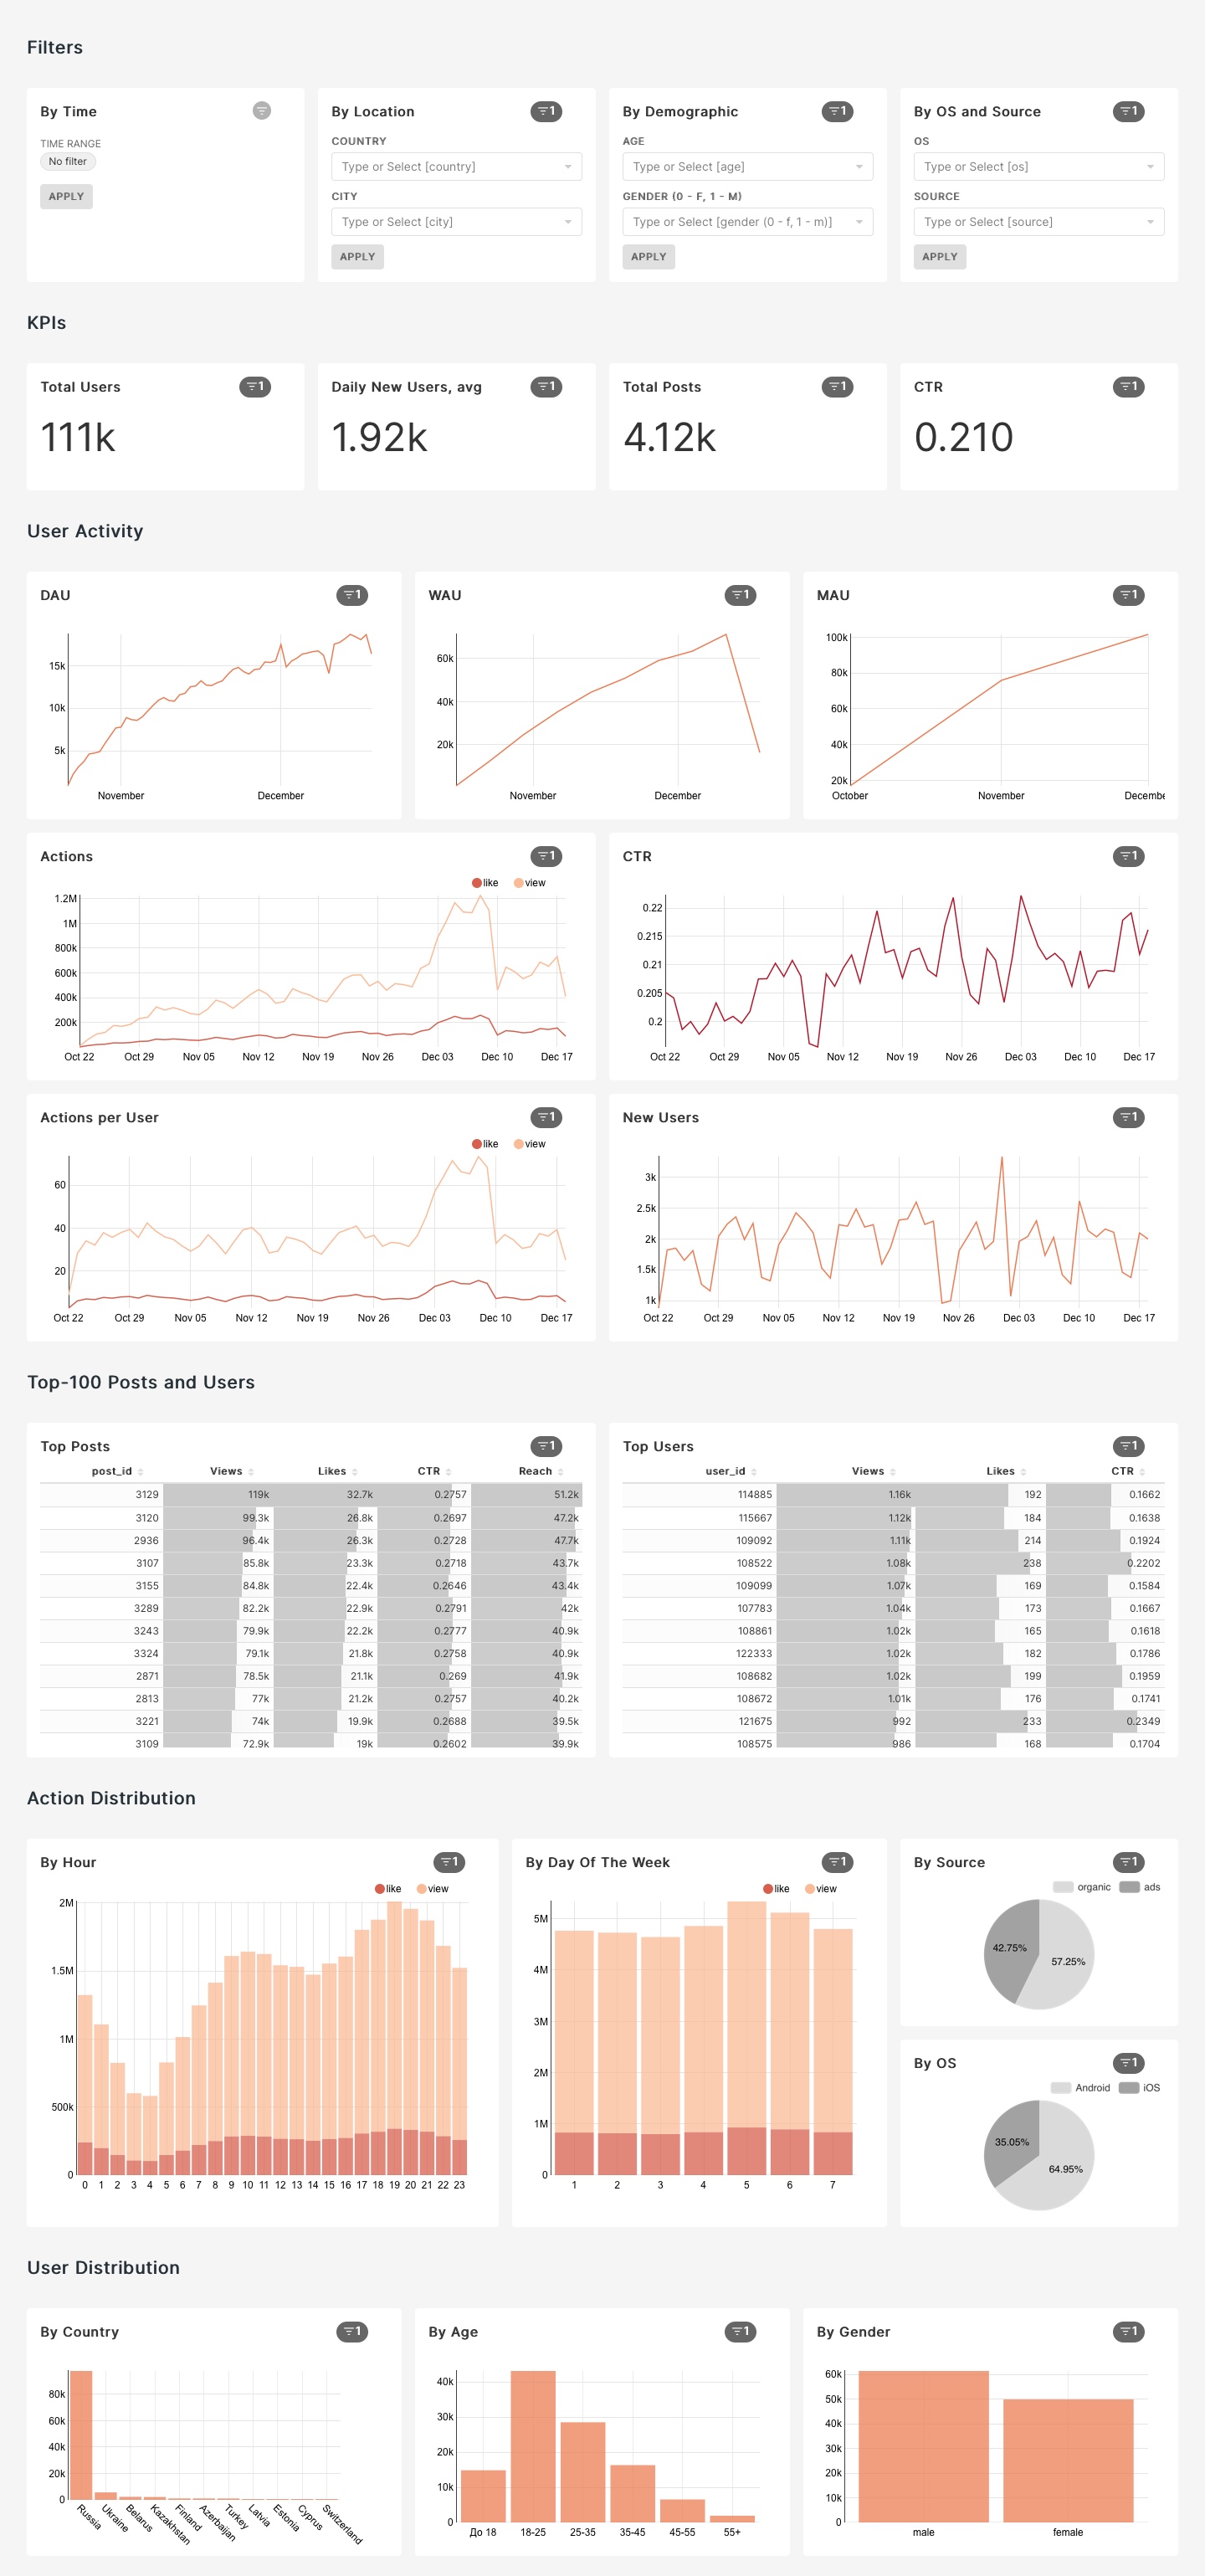 Filters
By Time
TIME RANGE
No filter
APPLY
By Location
1
COUNTRY
Type or Select [country]
CITY
Type or Select [city]
APPLY
By Demographic
1
AGE
Type or Select [age]
GENDER (0 - F, 1 - M)
Type or Select [gender (0 - f, 1 - m)]
APPLY
By OS and Source
1
OS
Type or Select [os]
SOURCE
Type or Select [source]
APPLY
KPIs
Total Users
1
111k
Daily New Users, avg
1
1.92k
Total Posts
1
4.12k
CTR
1
0.210
User Activity
DAU
1
15k
10k
5k
November December
WAU
1
60k
40k
20k
November December
MAU
1
100k
80k
60k
40k
20k
October November Decembe
Actions
1
like view
1.2M
1M
800k
600k
400k
200k
Oct 22 Oct 29 Nov 05 Nov 12 Nov 19 Nov 26 Dec 03 Dec 10 Dec 17
CTR
1
0.22
0.215
0.21
0.205
0.2
Oct 22 Oct 29 Nov 05 Nov 12 Nov 19 Nov 26 Dec 03 Dec 10 Dec 17
Actions per User
1
like view
60
40
20
Oct 22 Oct 29 Nov 05 Nov 12 Nov 19 Nov 26 Dec 03 Dec 10 Dec 17
New Users
1
3k
2.5k
2k
1.5k
1k
Oct 22 Oct 29 Nov 05 Nov 12 Nov 19 Nov 26 Dec 03 Dec 10 Dec 17
Top-100 Posts and Users
Top Posts
1
post_id Views Likes CTR Reach
3129 119k 32.7k 0.2757 51.2k
3120 99.3k 26.8k 0.2697 47.2k
2936 96.4k 26.3k 0.2728 47.7k
3107 85.8k 23.3k 0.2718 43.7k
3155 84.8k 22.4k 0.2646 43.4k
3289 82.2k 22.9k 0.2791 42k
3243 79.9k 22.2k 0.2777 40.9k
3324 79.1k 21.8k 0.2758 40.9k
2871 78.5k 21.1k 0.269 41.9k
2813 77k 21.2k 0.2757 40.2k
3221 74k 19.9k 0.2688 39.5k
3109 72.9k 19k 0.2602 39.9k
Top Users
1
user_id Views Likes CTR
114885 1.16k 192 0.1662
115667 1.12k 184 0.1638
109092 1.11k 214 0.1924
108522 1.08k 238 0.2202
109099 1.07k 169 0.1584
107783 1.04k 173 0.1667
108861 1.02k 165 0.1618
122333 1.02k 182 0.1786
108682 1.02k 199 0.1959
108672 1.01k 176 0.1741
121675 992 233 0.2349
108575 986 168 0.1704
Action Distribution
By Hour
1
like view
2M
1.5M
1M
500k
0
0 1 2 3 4 5 6 7 8 9 10 11 12 13 14 15 16 17 18 19 20 21 22 23
By Day Of The Week
1
like view
5M
4M
3M
2M
1M
0
1 2 3 4 5 6 7
By Source
1
organic ads
42.75%
57.25%
By OS
1
Android iOS
35.05%
64.95%
User Distribution
By Country
1
80k
60k
40k
20k
0
Russia Ukraine Belarus Kazakhstan Finland Azerbaijan Turkey Latvia Estonia Cyprus Switzerland
By Age
1
40k
30k
20k
10k
0
До 18 18-25 25-35 35-45 45-55 55+
By Gender
1
60k
50k
40k
30k
20k
10k
0
male female